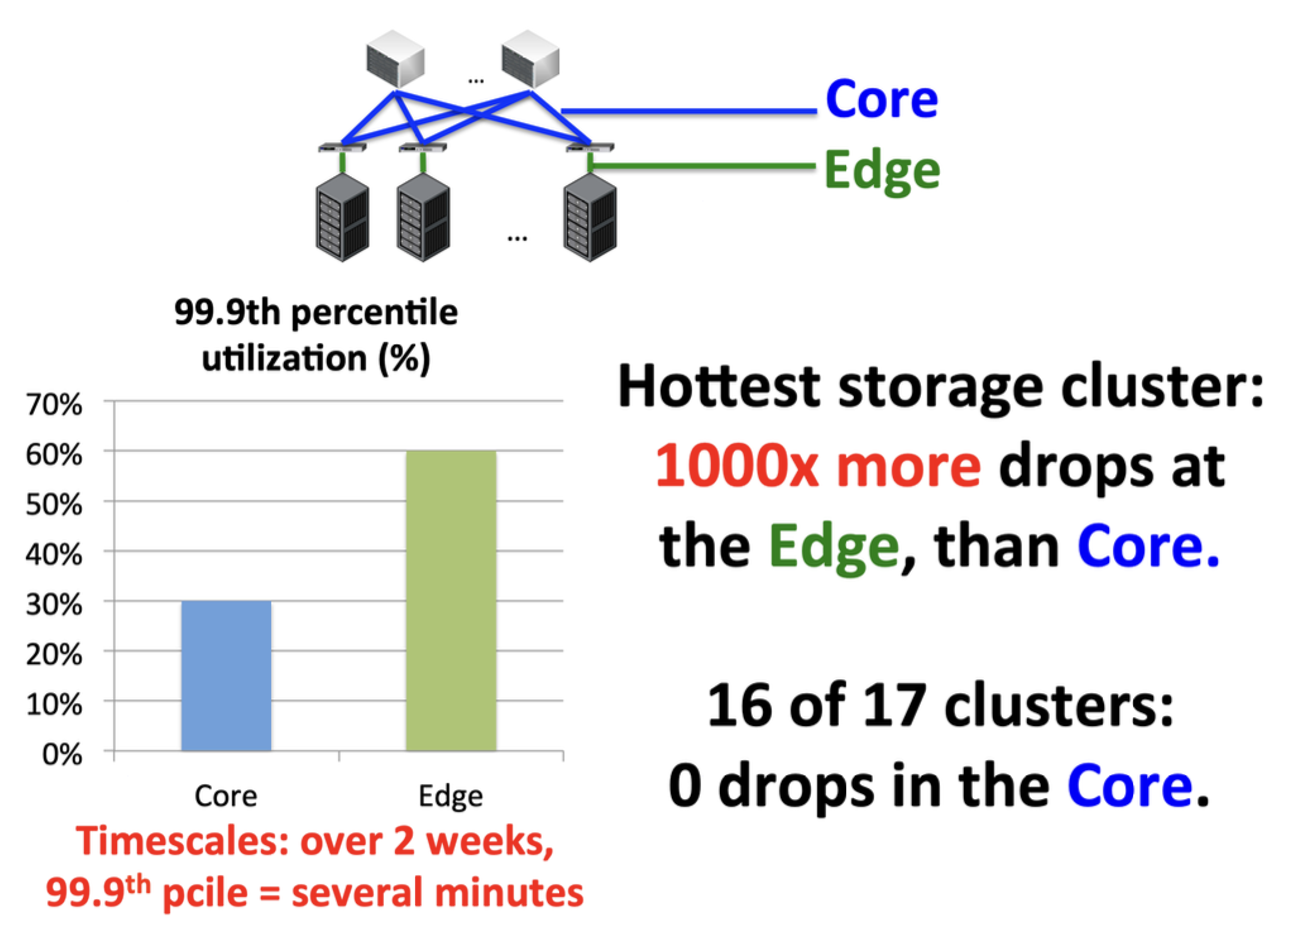 ...
Core
Edge
...
99.9th percentile
utilization (%)
70%
60%
50%
40%
30%
20%
10%
0%
Core
Edge
Timescales: over 2 weeks,
99.9th pcile = several minutes
Hottest storage cluster:
1000x more drops at
the Edge, than Core.
16 of 17 clusters:
0 drops in the Core.